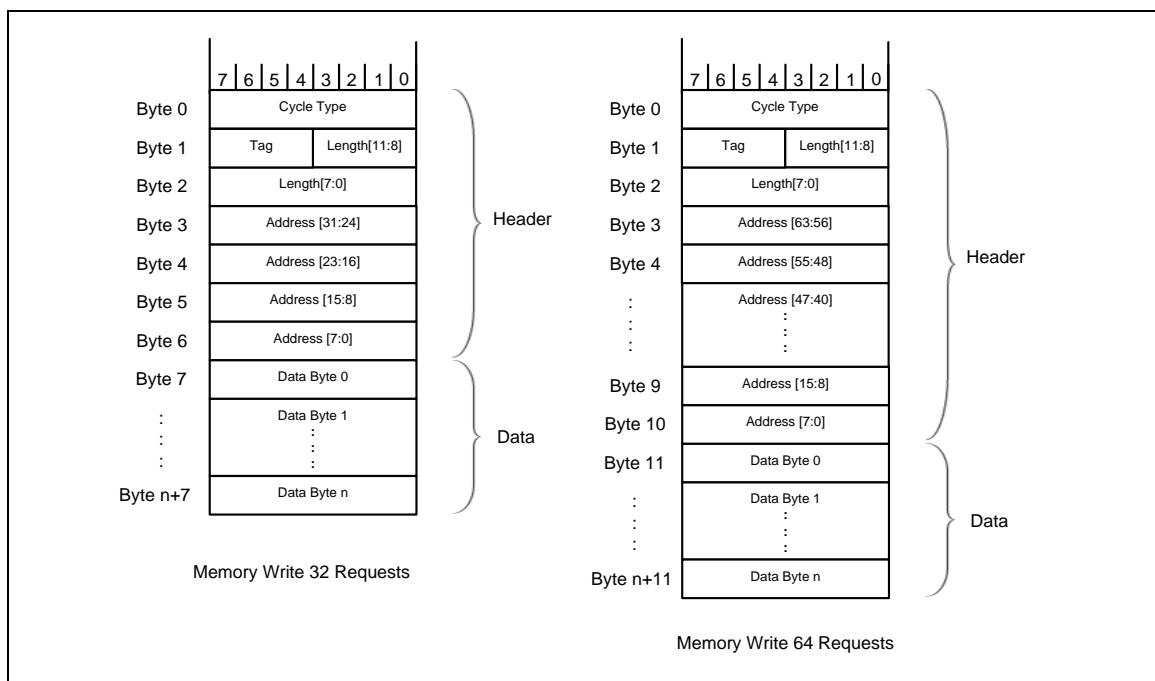 7 6 5 4 3 2 1 0
Byte 0 Cycle Type
Byte 1 Tag Length[11:8]
Byte 2 Length[7:0]
Byte 3 Address [31:24]
Byte 4 Address [23:16]
Byte 5 Address [15:8]
Byte 6 Address [7:0]
Header
Byte 7 Data Byte 0
Data Byte 1
Byte n+7 Data Byte n
Data
Memory Write 32 Requests
7 6 5 4 3 2 1 0
Byte 0 Cycle Type
Byte 1 Tag Length[11:8]
Byte 2 Length[7:0]
Byte 3 Address [63:56]
Byte 4 Address [55:48]
Address [47:40]
Byte 9 Address [15:8]
Byte 10 Address [7:0]
Header
Byte 11 Data Byte 0
Data Byte 1
Byte n+11 Data Byte n
Data
Memory Write 64 Requests